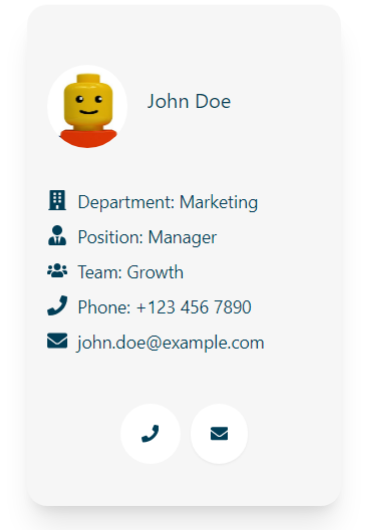 John Doe
Department: Marketing
Position: Manager
Team: Growth
Phone: +123 456 7890
john.doe@example.com